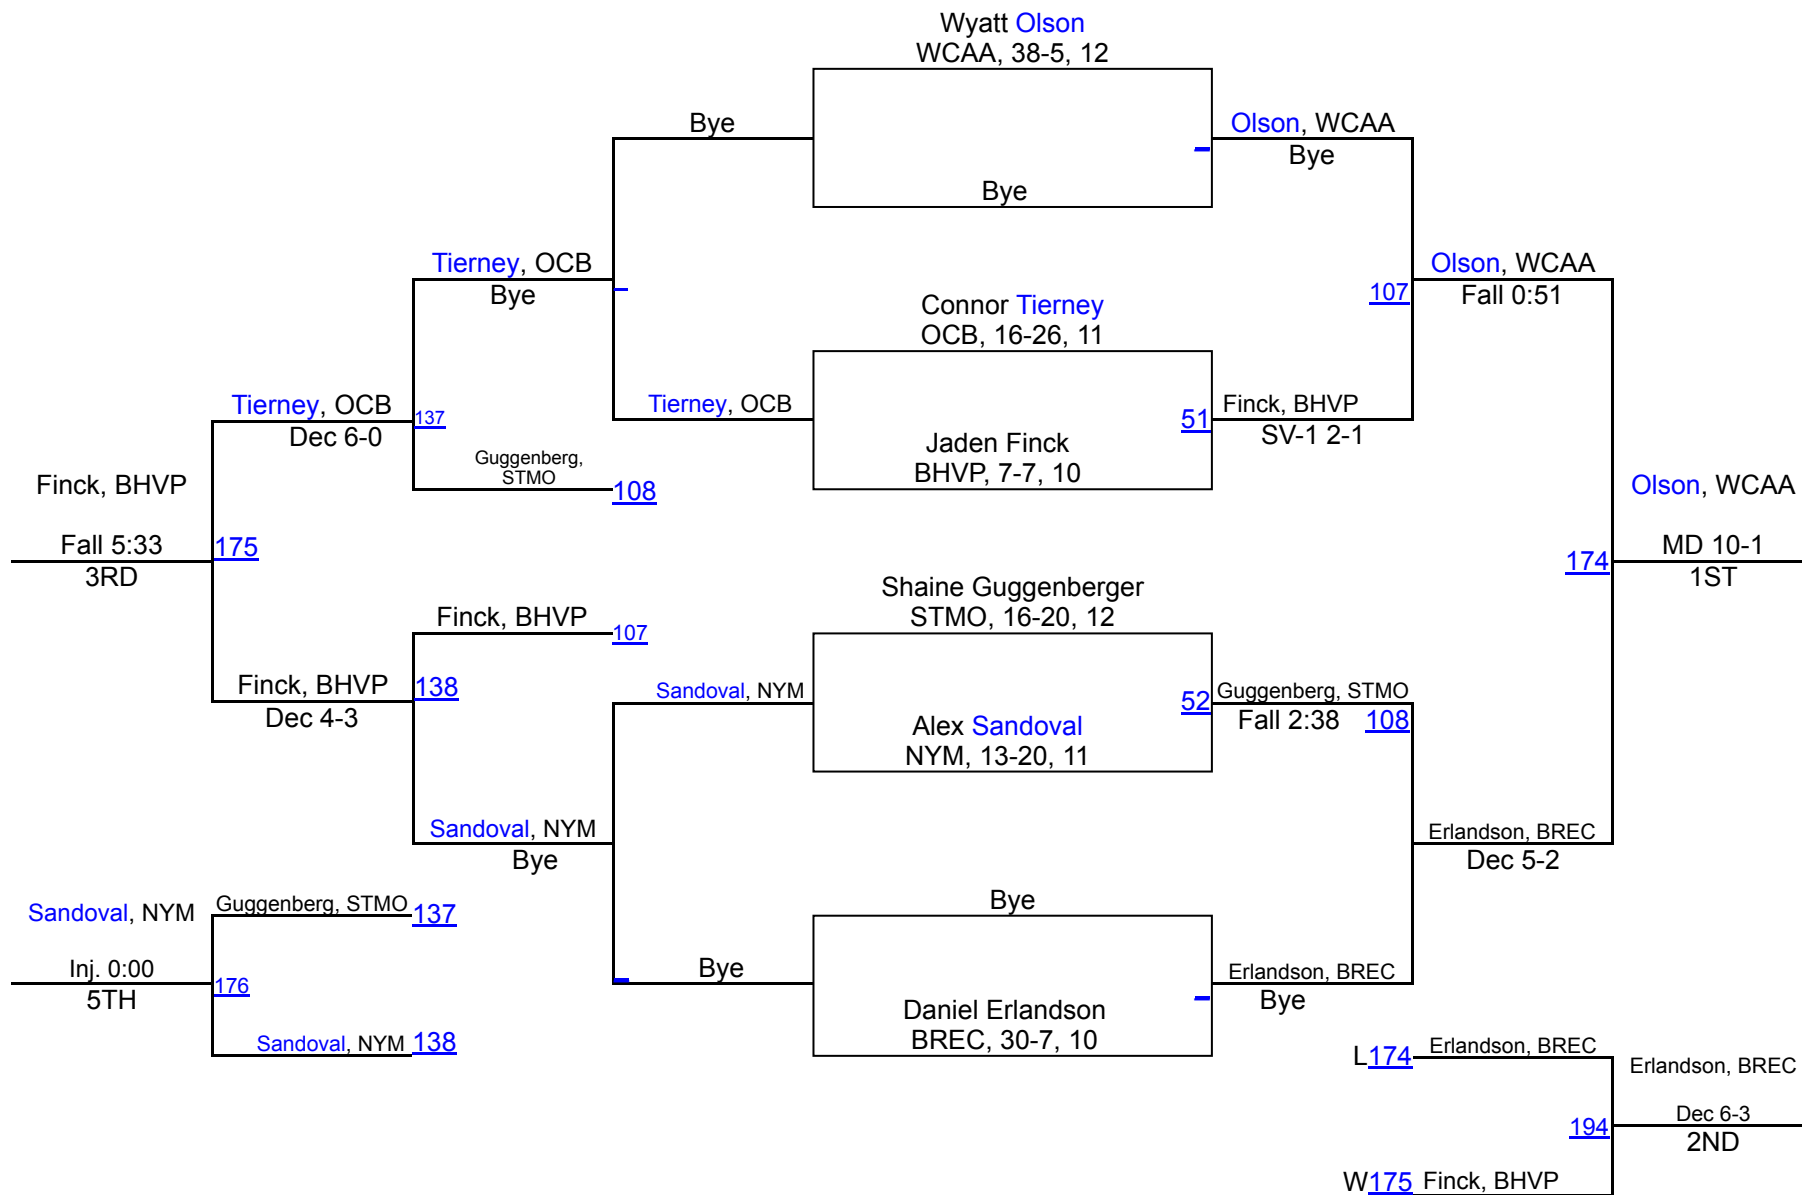 Wyatt Olson
WCAA, 38-5, 12
Bye
Olson, WCAA
Bye
Bye
Tierney, OCB
Bye
Olson, WCAA
Fall 0:51
107
Connor Tierney
OCB, 16-26, 11
Tierney, OCB
Dec 6-0
137
Tierney, OCB
51
Finck, BHVP
SV-1 2-1
Jaden Finck
BHVP, 7-7, 10
Guggenberg,
STMO
108
Finck, BHVP
Fall 5:33
3RD
175
Olson, WCAA
MD 10-1
1ST
174
Shaine Guggenberger
STMO, 16-20, 12
Finck, BHVP
107
Finck, BHVP
Dec 4-3
138
Sandoval, NYM
52
Guggenberg, STMO
Fall 2:38
108
Alex Sandoval
NYM, 13-20, 11
Sandoval, NYM
Bye
Erlandson, BREC
Dec 5-2
Sandoval, NYM
Inj. 0:00
5TH
Guggenberg, STMO
137
176
Sandoval, NYM
138
Bye
Bye
Erlandson, BREC
Bye
Daniel Erlandson
BREC, 30-7, 10
L174
Erlandson, BREC
Erlandson, BREC
Dec 6-3
2ND
194
W175
Finck, BHVP